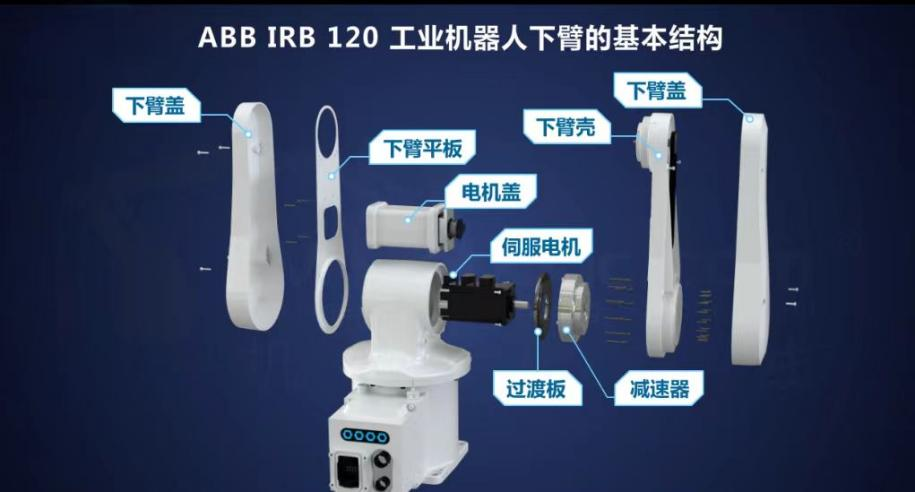 ABB IRB 120 工业机器人下臂的基本结构
下臂盖
下臂平板
电机盖
伺服电机
下臂壳
下臂盖
过渡板
减速器